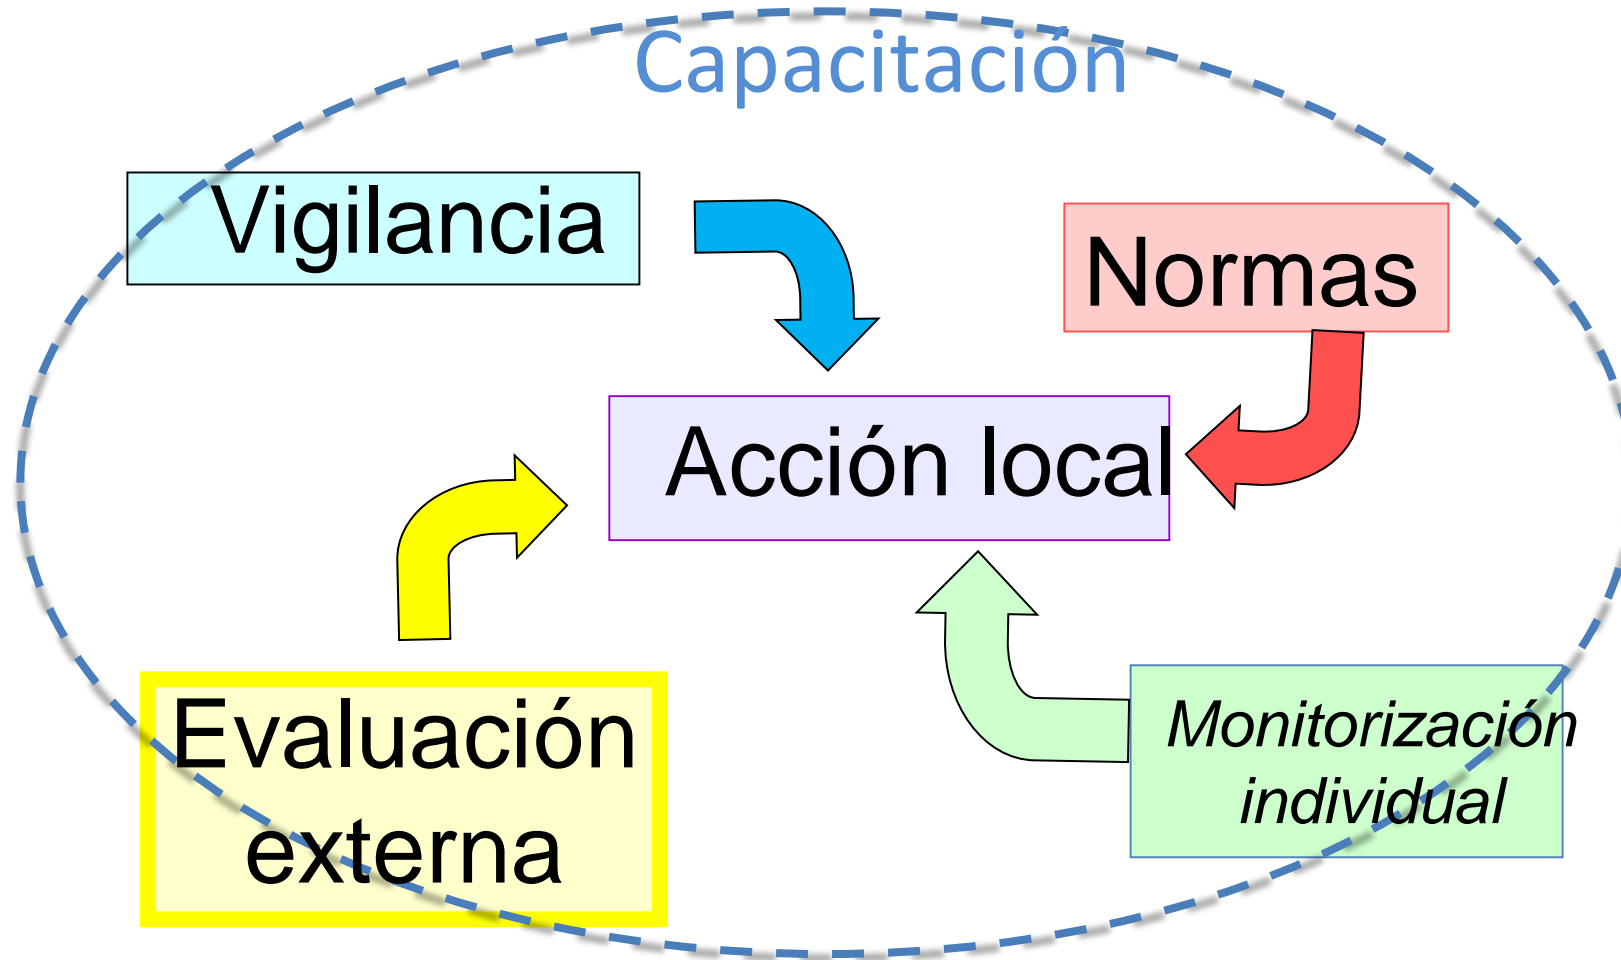 Capacitación
Vigilancia
Normas
Acción local
Evaluación
externa
Monitorización
individual